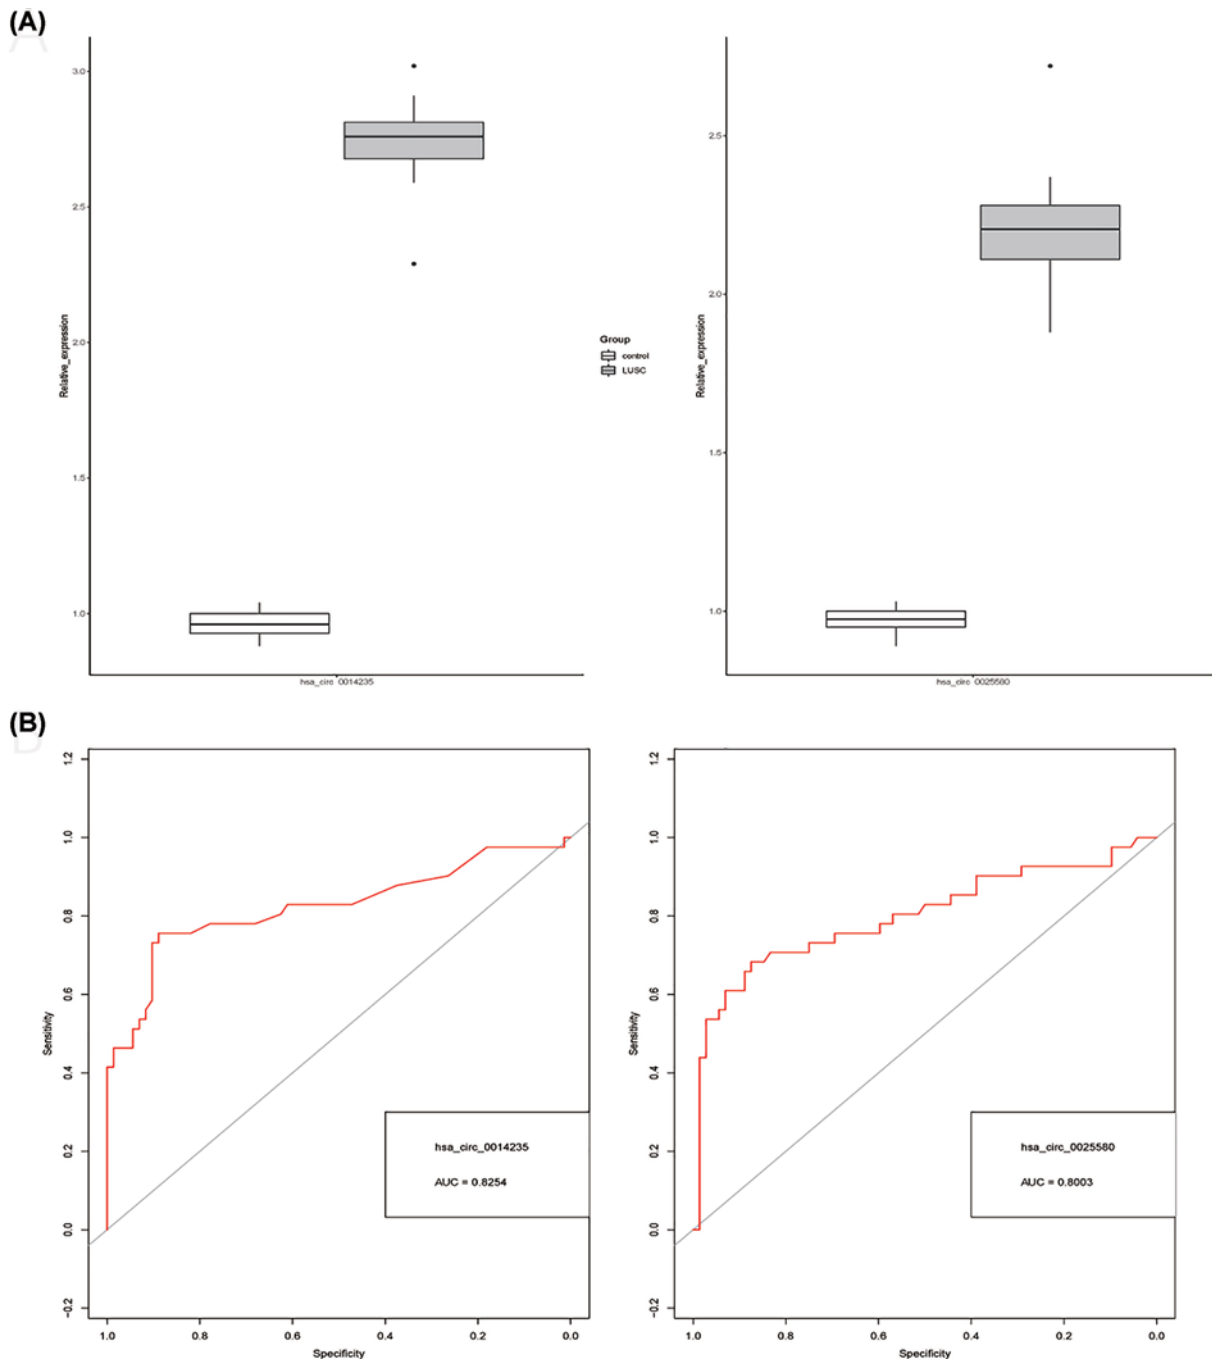 (A)
A
3.0
2.5
2.0
1.5
1.0
Relative_expression
hsa_circ_0014235
Group
control
LUSC
2.5
2.0
1.5
1.0
Relative_expression
hsa_circ_0025580
(B)
B
1.2
1.0
0.8
0.6
0.4
0.2
0.0
−0.2
Sensitivity
hsa_circ_0014235
AUC = 0.8254
1.0 0.8 0.6 0.4 0.2 0.0
Specificity
1.2
1.0
0.8
0.6
0.4
0.2
0.0
−0.2
Sensitivity
hsa_circ_0025580
AUC = 0.8003
1.0 0.8 0.6 0.4 0.2 0.0
Specificity